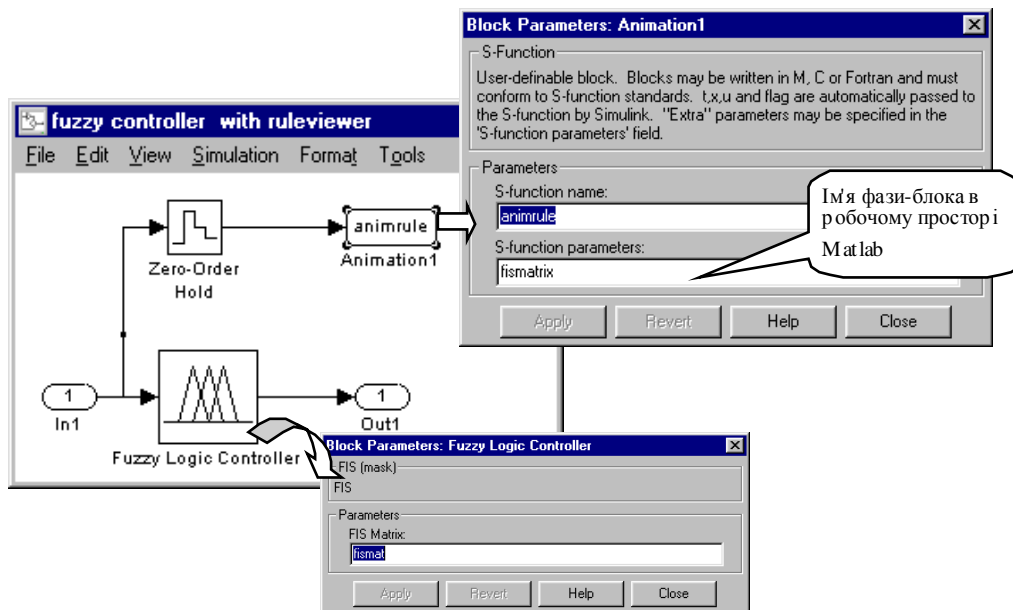 Block Parameters: Animation1
S-Function
User-definable block. Blocks may be written in M, C or Fortran and must
conform to S-function standards. t,x,u and flag are automatically passed to
the S-function by Simulink. "Extra" parameters may be specified in the
'S-function parameters' field.
Parameters
S-function name:
animrule
S-function parameters:
fismatrix
Apply
Revert
Help
Close
Ім'я фази-блока в
робочому просторі
Matlab
fuzzy controller with ruleviewer
File Edit View Simulation Format Tools
animrule
Animation1
Zero-Order
Hold
1
In1
Fuzzy Logic Controller
1
Out1
Block Parameters: Fuzzy Logic Controller
FIS (mask)
FIS
Parameters
FIS Matrix:
fismat
Apply
Revert
Help
Close